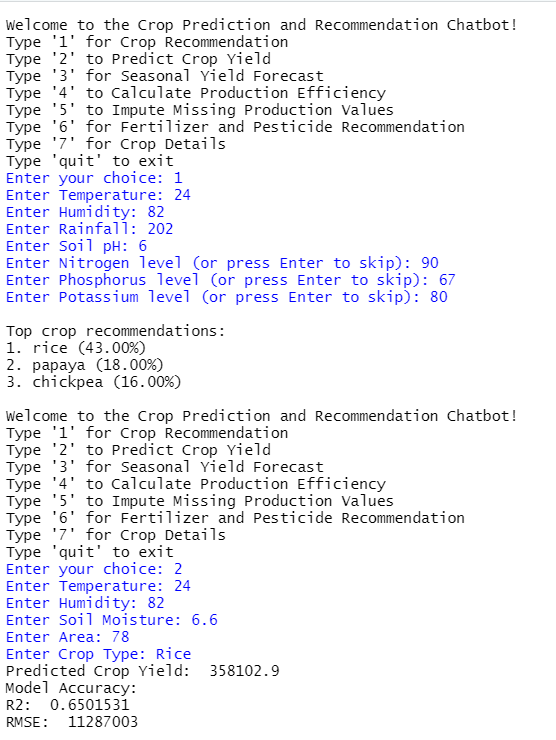 Welcome to the Crop Prediction and Recommendation Chatbot!
Type '1' for Crop Recommendation
Type '2' to Predict Crop Yield
Type '3' for Seasonal Yield Forecast
Type '4' to Calculate Production Efficiency
Type '5' to Impute Missing Production Values
Type '6' for Fertilizer and Pesticide Recommendation
Type '7' for Crop Details
Type 'quit' to exit
Enter your choice: 1
Enter Temperature: 24
Enter Humidity: 82
Enter Rainfall: 202
Enter Soil pH: 6
Enter Nitrogen level (or press Enter to skip): 90
Enter Phosphorus level (or press Enter to skip): 67
Enter Potassium level (or press Enter to skip): 80
Top crop recommendations:
1. rice (43.00%)
2. papaya (18.00%)
3. chickpea (16.00%)
Welcome to the Crop Prediction and Recommendation Chatbot!
Type '1' for Crop Recommendation
Type '2' to Predict Crop Yield
Type '3' for Seasonal Yield Forecast
Type '4' to Calculate Production Efficiency
Type '5' to Impute Missing Production Values
Type '6' for Fertilizer and Pesticide Recommendation
Type '7' for Crop Details
Type 'quit' to exit
Enter your choice: 2
Enter Temperature: 24
Enter Humidity: 82
Enter Soil Moisture: 6.6
Enter Area: 78
Enter Crop Type: Rice
Predicted Crop Yield:  358102.9
Model Accuracy:
R2:  0.6501531
RMSE:  11287003